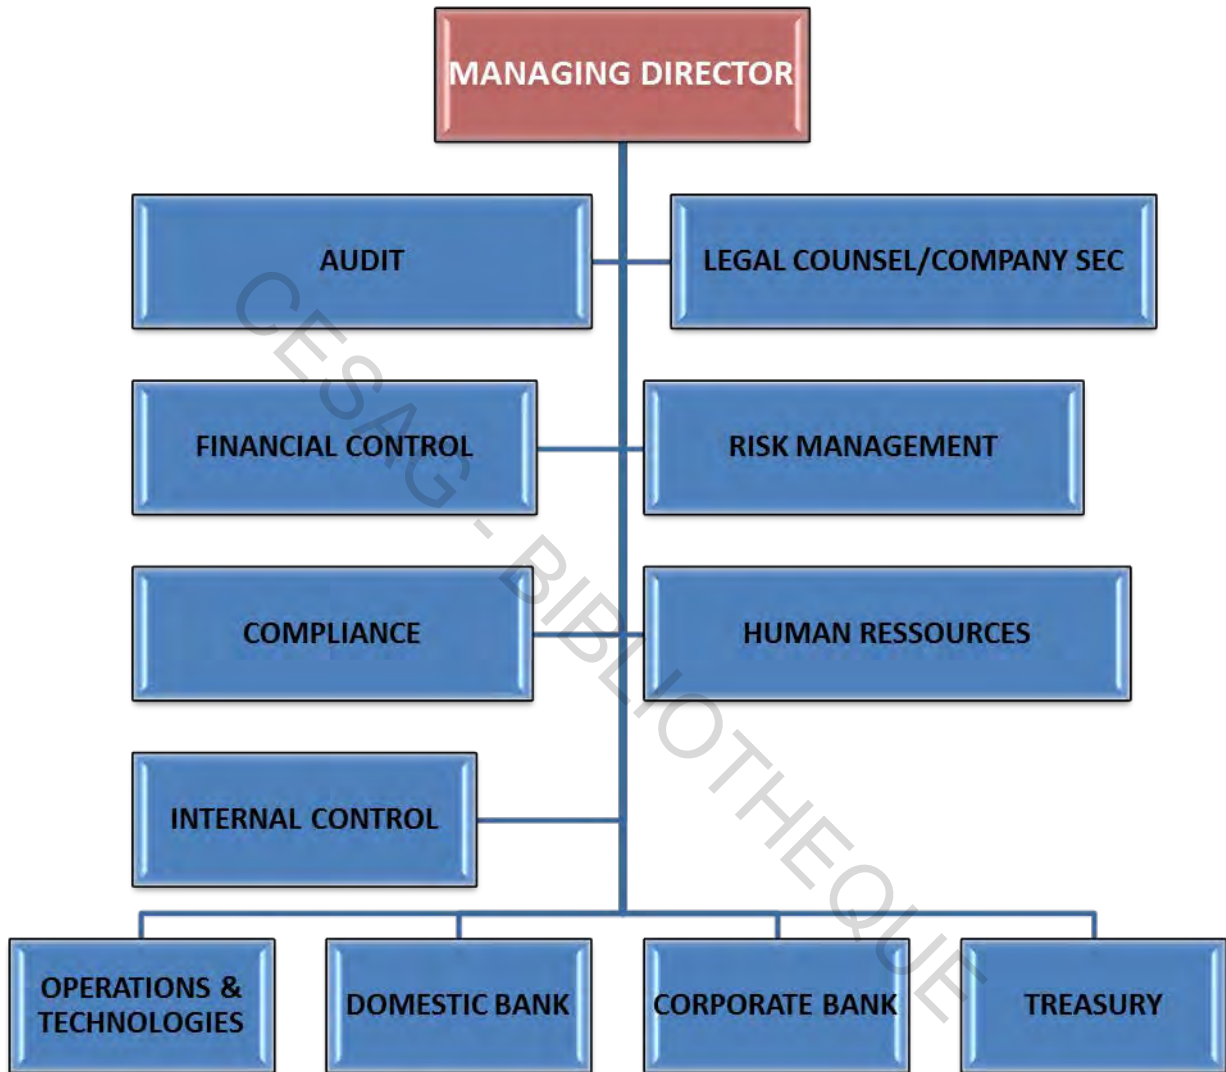 MANAGING DIRECTOR
AUDIT
LEGAL COUNSEL/COMPANY SEC
FINANCIAL CONTROL
RISK MANAGEMENT
COMPLIANCE
HUMAN RESSOURCES
INTERNAL CONTROL
OPERATIONS &
TECHNOLOGIES
DOMESTIC BANK
CORPORATE BANK
TREASURY
CESAG - BIBLIOTHEQUE